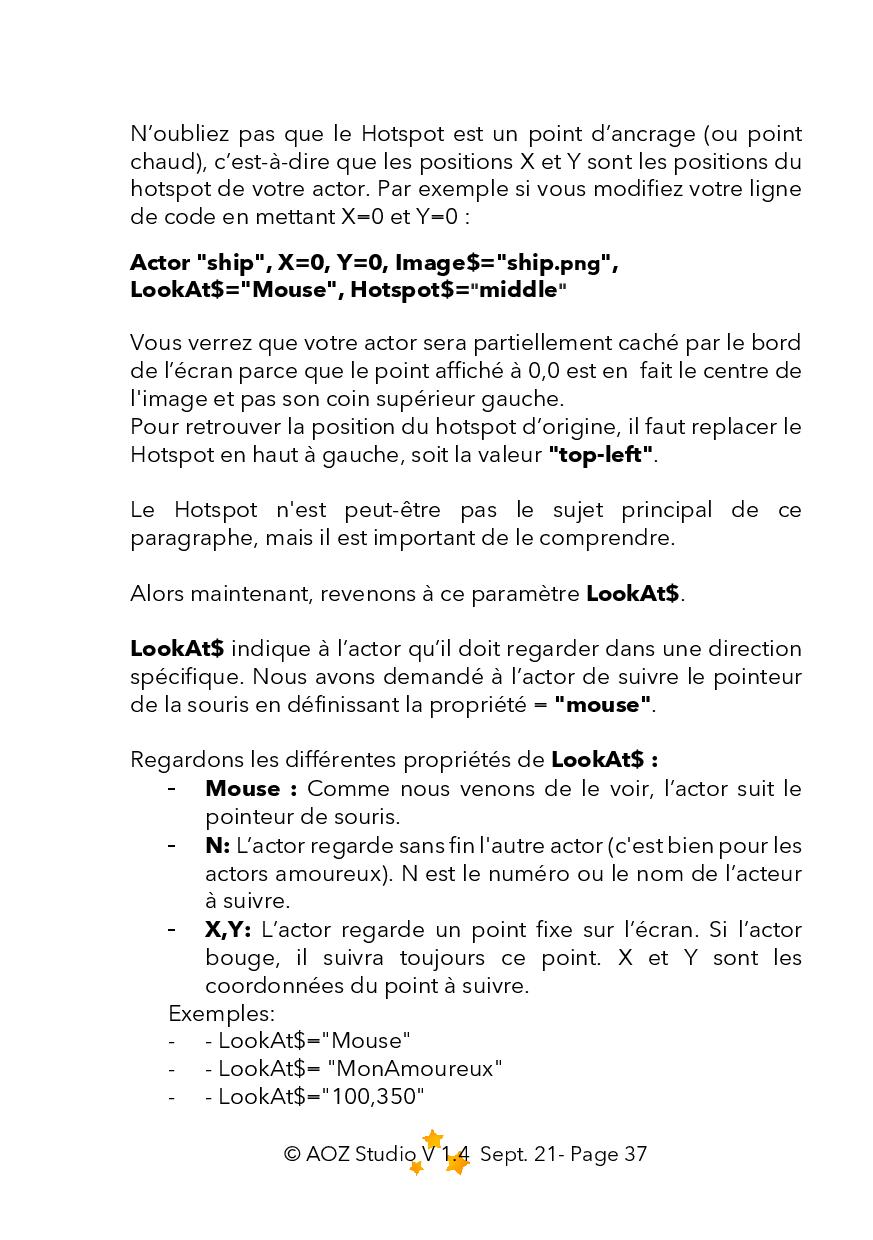 N’oubliez pas que le Hotspot est un point d’ancrage (ou point
chaud), c’est-à-dire que les positions X et Y sont les positions du
hotspot de votre actor. Par exemple si vous modifiez votre ligne
de code en mettant X=0 et Y=0 :
Actor "ship", X=0, Y=0, Image$="ship.png",
LookAt$="Mouse", Hotspot$="middle"
Vous verrez que votre actor sera partiellement caché par le bord
de l’écran parce que le point affiché à 0,0 est en  fait le centre de
l'image et pas son coin supérieur gauche.
Pour retrouver la position du hotspot d’origine, il faut replacer le
Hotspot en haut à gauche, soit la valeur "top-left".
Le Hotspot n'est peut-être pas le sujet principal de ce
paragraphe, mais il est important de le comprendre.
Alors maintenant, revenons à ce paramètre LookAt$.
LookAt$ indique à l’actor qu’il doit regarder dans une direction
spécifique. Nous avons demandé à l’actor de suivre le pointeur
de la souris en définissant la propriété = "mouse".
Regardons les différentes propriétés de LookAt$ :
- Mouse : Comme nous venons de le voir, l’actor suit le
pointeur de souris.
- N: L’actor regarde sans fin l'autre actor (c'est bien pour les
actors amoureux). N est le numéro ou le nom de l’acteur
à suivre.
- X,Y: L’actor regarde un point fixe sur l’écran. Si l’actor
bouge, il suivra toujours ce point. X et Y sont les
coordonnées du point à suivre.
Exemples:
- - LookAt$="Mouse"
- - LookAt$= "MonAmoureux"
- - LookAt$="100,350"
© AOZ Studio V 1.4  Sept. 21- Page 37